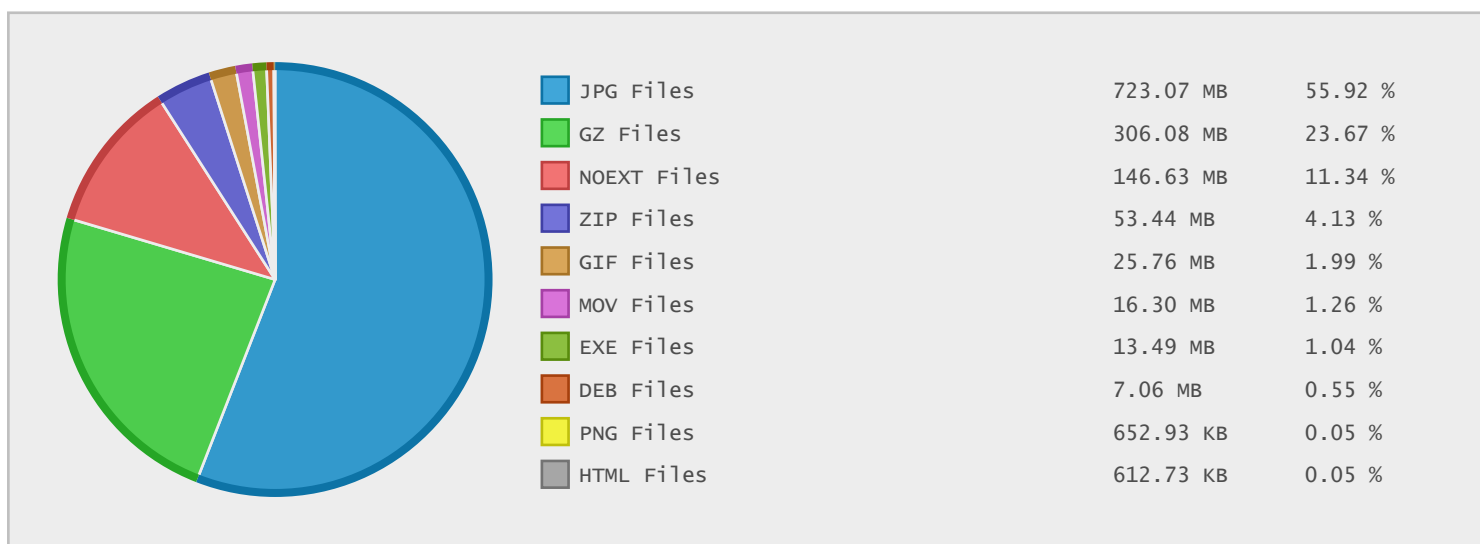 JPG Files 723.07 MB 55.92 %
GZ Files 306.08 MB 23.67 %
NOEXT Files 146.63 MB 11.34 %
ZIP Files 53.44 MB 4.13 %
GIF Files 25.76 MB 1.99 %
MOV Files 16.30 MB 1.26 %
EXE Files 13.49 MB 1.04 %
DEB Files 7.06 MB 0.55 %
PNG Files 652.93 KB 0.05 %
HTML Files 612.73 KB 0.05 %